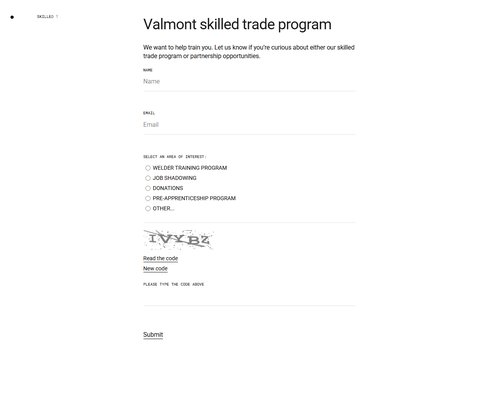 SKILLED T
Valmont skilled trade program
We want to help train you. Let us know if you're curious about either our skilled
trade program or partnership opportunities.
NAME
Name
EMAIL
Email
SELECT AN AREA OF INTEREST:
WELDER TRAINING PROGRAM
JOB SHADOWING
DONATIONS
PRE-APPRENTICESHIP PROGRAM
OTHER...
IVYBZ
Read the code
New code
PLEASE TYPE THE CODE ABOVE
Submit